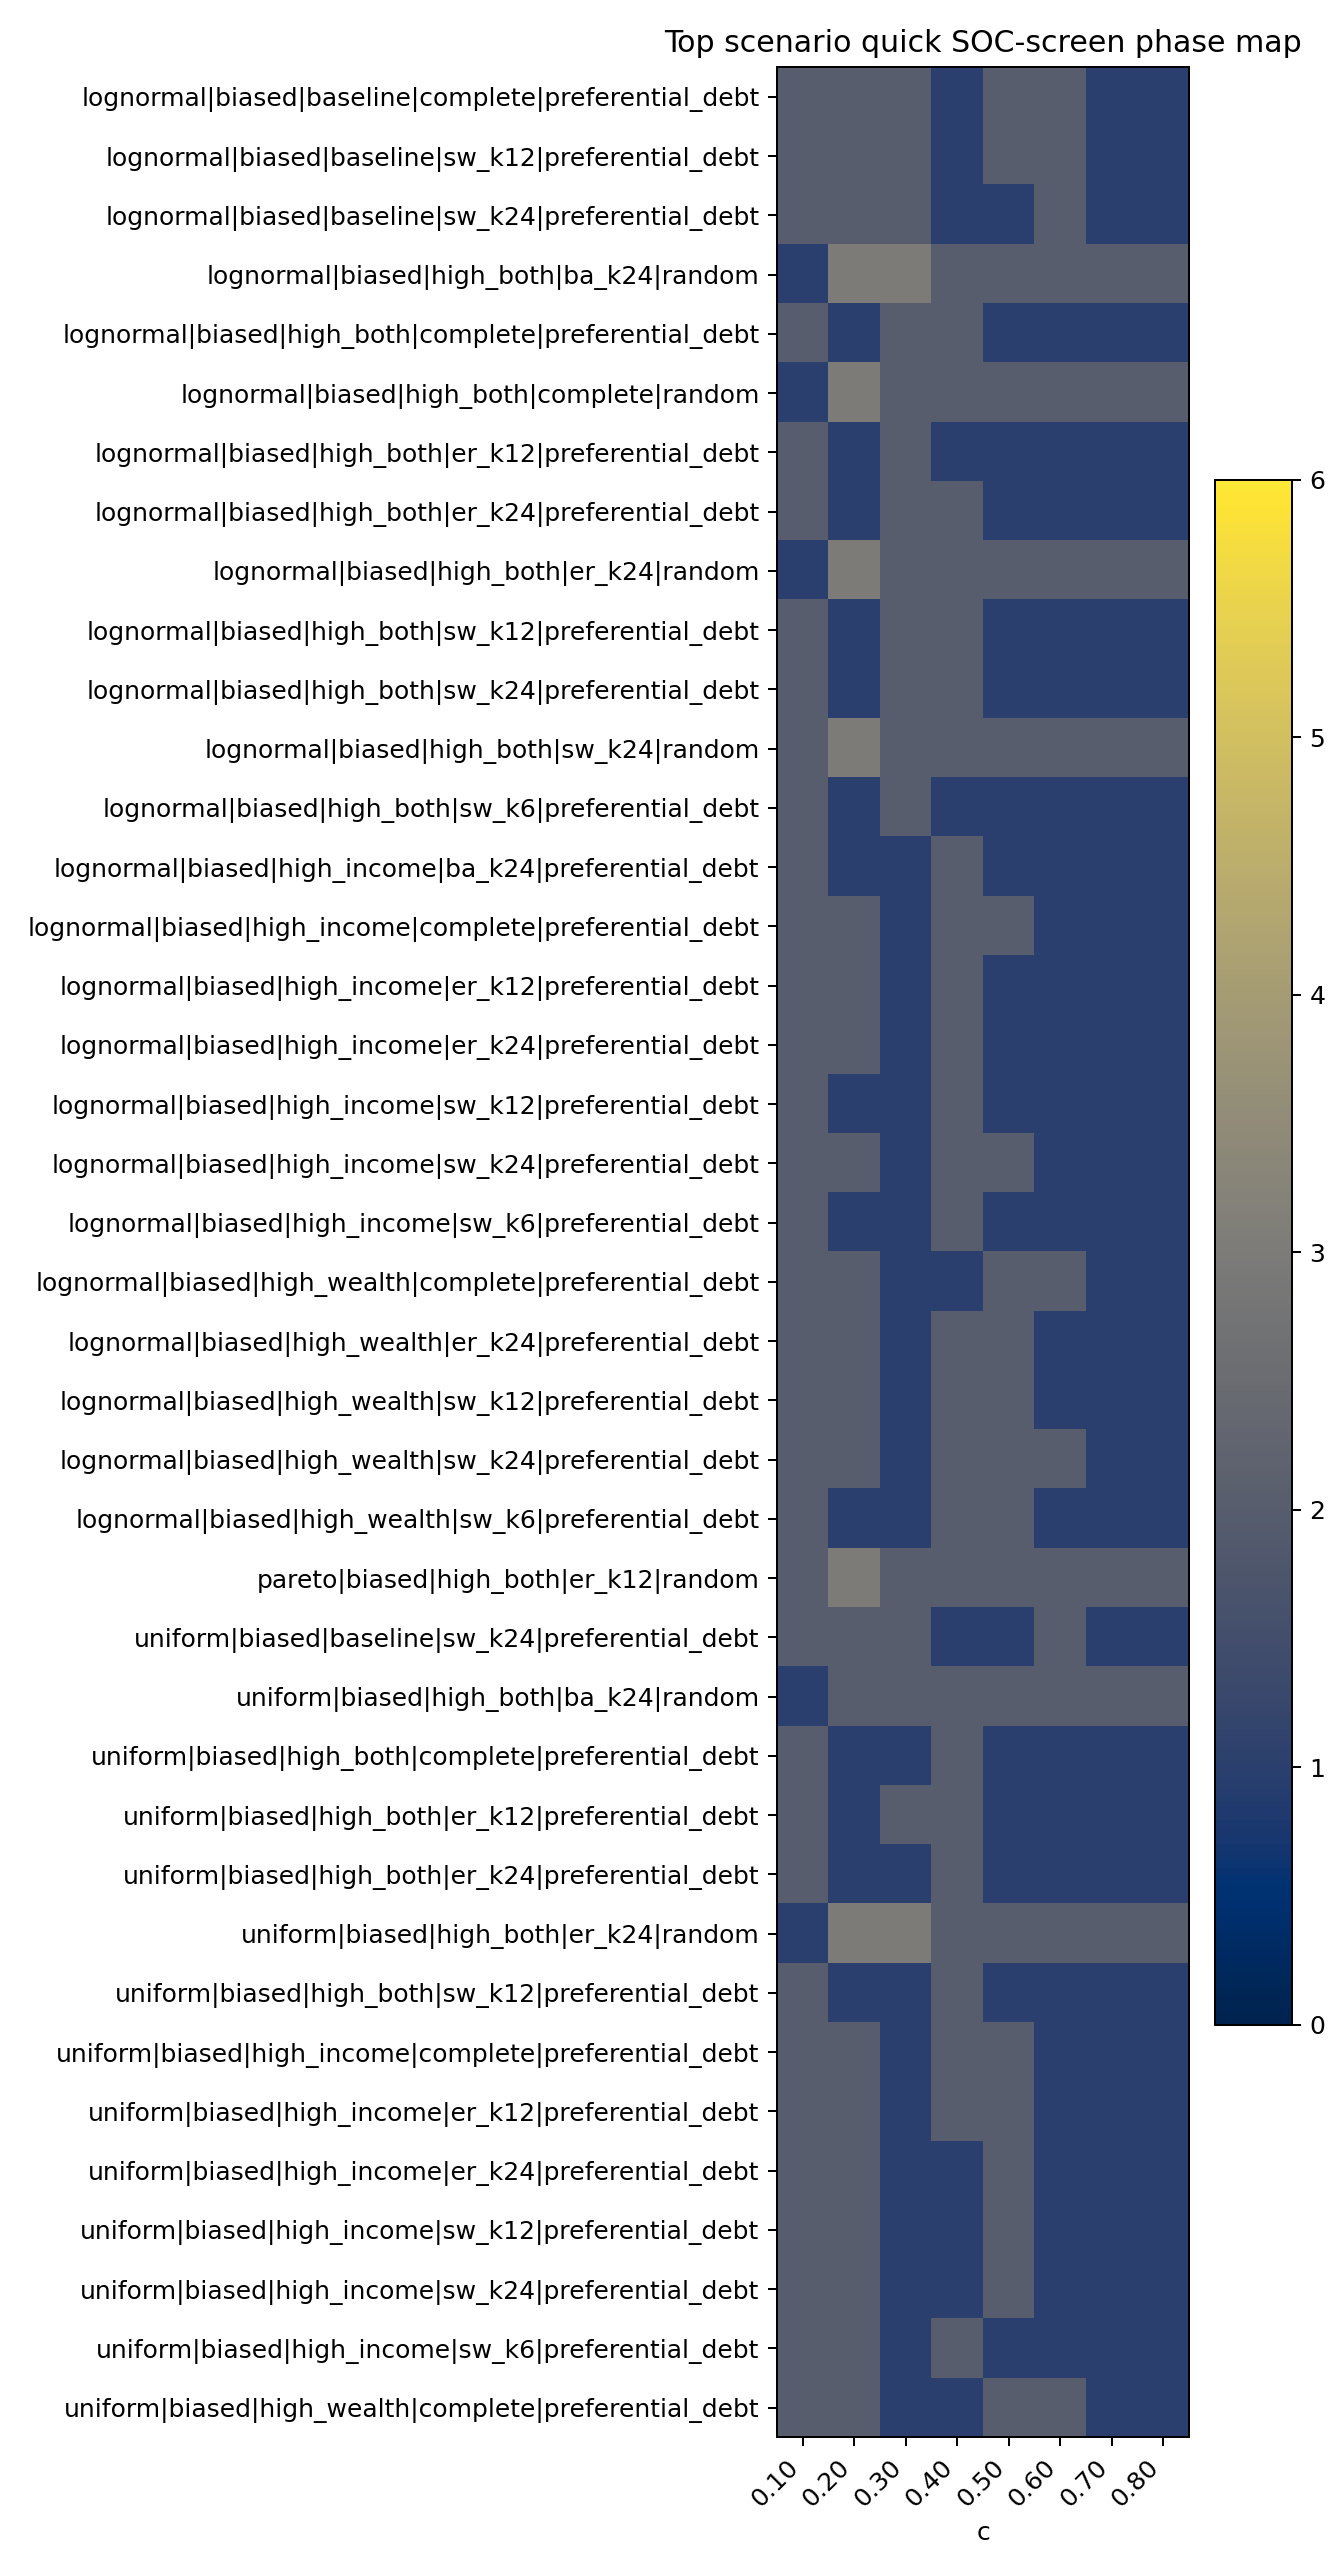 Top scenario quick SOC-screen phase map
lognormal|biased|baseline|complete|preferential_debt
lognormal|biased|baseline|sw_k12|preferential_debt
lognormal|biased|baseline|sw_k24|preferential_debt
lognormal|biased|high_both|ba_k24|random
lognormal|biased|high_both|complete|preferential_debt
lognormal|biased|high_both|complete|random
lognormal|biased|high_both|er_k12|preferential_debt
lognormal|biased|high_both|er_k24|preferential_debt
lognormal|biased|high_both|er_k24|random
lognormal|biased|high_both|sw_k12|preferential_debt
lognormal|biased|high_both|sw_k24|preferential_debt
lognormal|biased|high_both|sw_k24|random
lognormal|biased|high_both|sw_k6|preferential_debt
lognormal|biased|high_income|ba_k24|preferential_debt
lognormal|biased|high_income|complete|preferential_debt
lognormal|biased|high_income|er_k12|preferential_debt
lognormal|biased|high_income|er_k24|preferential_debt
lognormal|biased|high_income|sw_k12|preferential_debt
lognormal|biased|high_income|sw_k24|preferential_debt
lognormal|biased|high_income|sw_k6|preferential_debt
lognormal|biased|high_wealth|complete|preferential_debt
lognormal|biased|high_wealth|er_k24|preferential_debt
lognormal|biased|high_wealth|sw_k12|preferential_debt
lognormal|biased|high_wealth|sw_k24|preferential_debt
lognormal|biased|high_wealth|sw_k6|preferential_debt
pareto|biased|high_both|er_k12|random
uniform|biased|baseline|sw_k24|preferential_debt
uniform|biased|high_both|ba_k24|random
uniform|biased|high_both|complete|preferential_debt
uniform|biased|high_both|er_k12|preferential_debt
uniform|biased|high_both|er_k24|preferential_debt
uniform|biased|high_both|er_k24|random
uniform|biased|high_both|sw_k12|preferential_debt
uniform|biased|high_income|complete|preferential_debt
uniform|biased|high_income|er_k12|preferential_debt
uniform|biased|high_income|er_k24|preferential_debt
uniform|biased|high_income|sw_k12|preferential_debt
uniform|biased|high_income|sw_k24|preferential_debt
uniform|biased|high_income|sw_k6|preferential_debt
uniform|biased|high_wealth|complete|preferential_debt
0.10 0.20 0.30 0.40 0.50 0.60 0.70 0.80
c
6
5
4
3
2
1
0